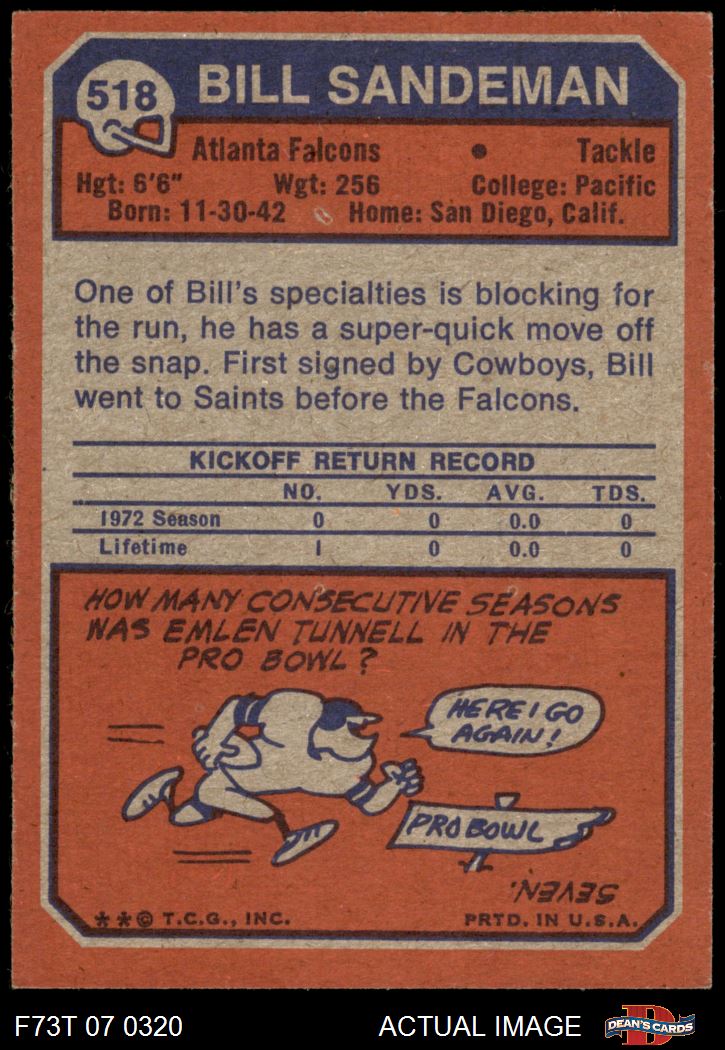 518
BILL SANDEMAN
Atlanta Falcons • Tackle
Hgt: 6'6" Wgt: 256 College: Pacific
Born: 11-30-42 Home: San Diego, Calif.
One of Bill's specialties is blocking for
the run, he has a super-quick move off
the snap. First signed by Cowboys, Bill
went to Saints before the Falcons.
KICKOFF RETURN RECORD
NO. YDS. AVG. TDS.
1972 Season 0 0 0.0 0
Lifetime 1 0 0.0 0
HOW MANY CONSECUTIVE SEASONS
WAS EMLEN TUNNELL IN THE
PRO BOWL?
HERE I GO
AGAIN!
PRO BOWL
SEVEN.
**© T.C.G., INC. PRTD. IN U.S.A.
F73T 07 0320 ACTUAL IMAGE
D
DEAN'S CARDS